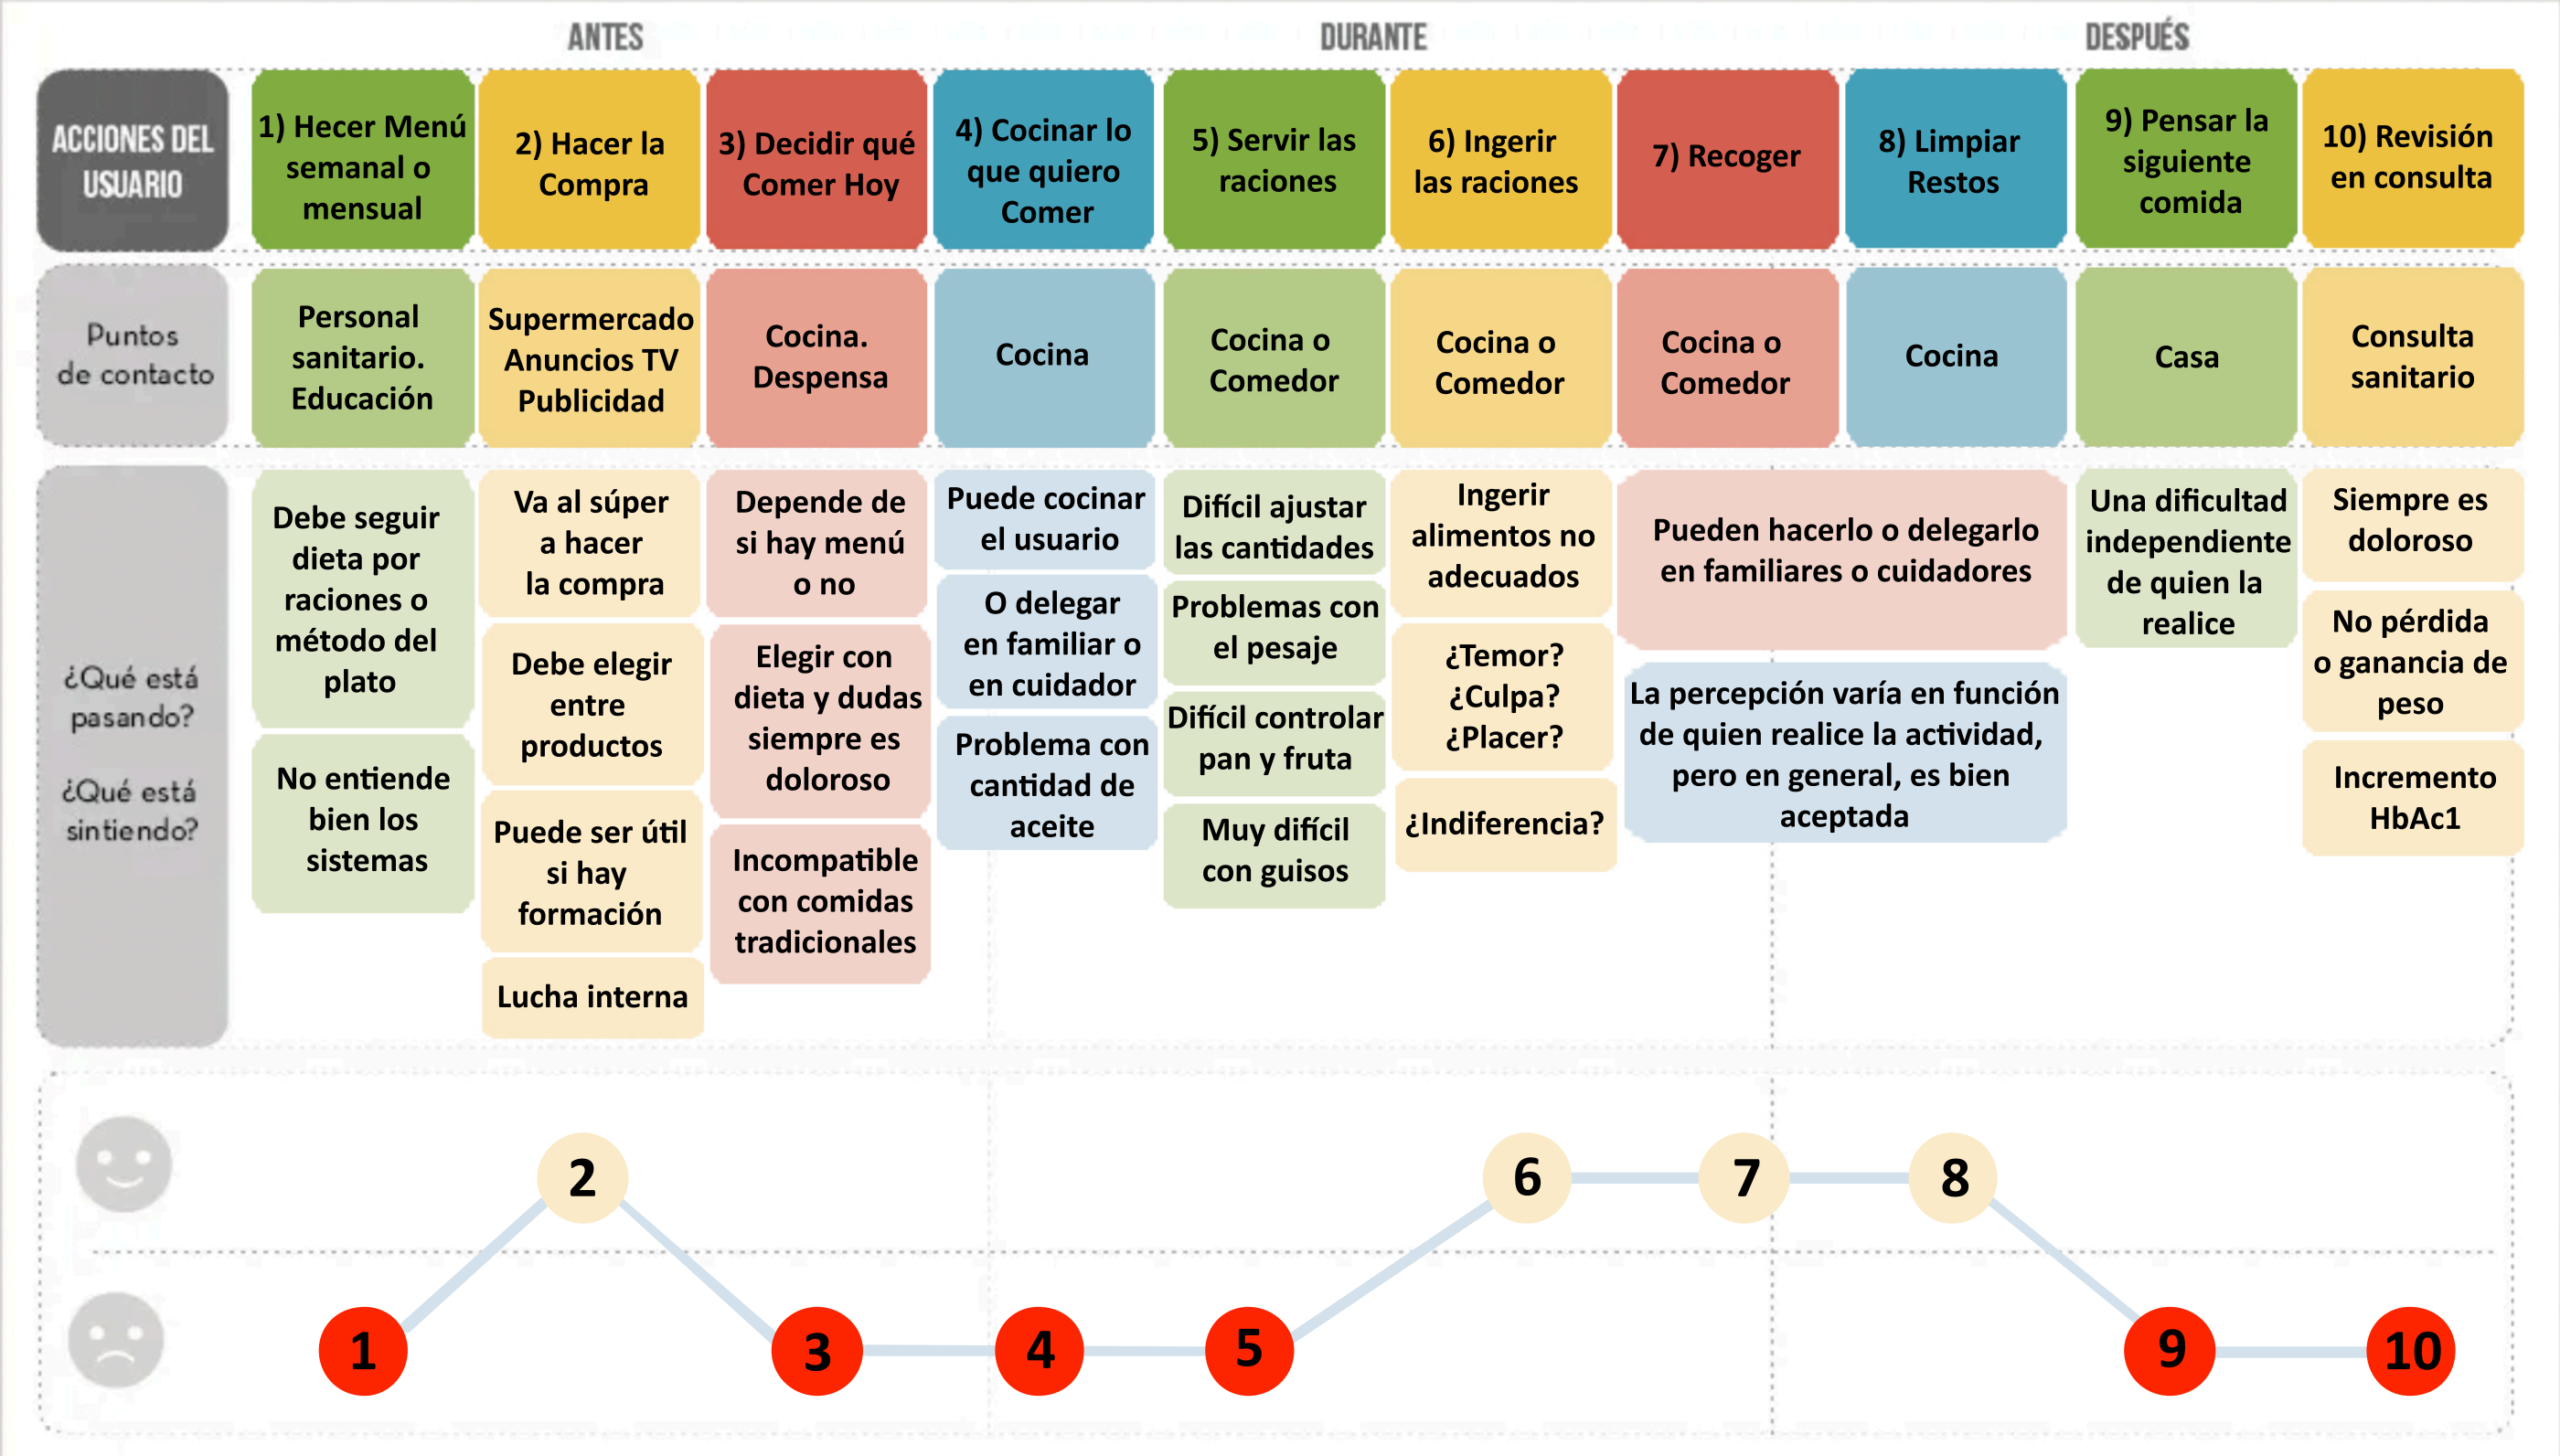 ANTES
DURANTE
DESPUÉS
ACCIONES DEL
USUARIO
1) Hecer Menú
semanal o
mensual
2) Hacer la
Compra
3) Decidir qué
Comer Hoy
4) Cocinar lo
que quiero
Comer
5) Servir las
raciones
6) Ingerir
las raciones
7) Recoger
8) Limpiar
Restos
9) Pensar la
siguiente
comida
10) Revisión
en consulta
Puntos
de contacto
Personal
sanitario.
Educación
Supermercado
Anuncios TV
Publicidad
Cocina.
Despensa
Cocina
Cocina o
Comedor
Cocina o
Comedor
Cocina o
Comedor
Cocina
Casa
Consulta
sanitario
¿Qué está
pasando?
¿Qué está
sintiendo?
Debe seguir
dieta por
raciones o
método del
plato
No entiende
bien los
sistemas
Va al súper
a hacer
la compra
Debe elegir
entre
productos
Puede ser útil
si hay
formación
Lucha interna
Depende de
si hay menú
o no
Elegir con
dieta y dudas
siempre es
doloroso
Incompatible
con comidas
tradicionales
Puede cocinar
el usuario
O delegar
en familiar o
en cuidador
Problema con
cantidad de
aceite
Difícil ajustar
las cantidades
Problemas con
el pesaje
Difícil controlar
pan y fruta
Muy difícil
con guisos
Ingerir
alimentos no
adecuados
¿Temor?
¿Culpa?
¿Placer?
¿Indiferencia?
Pueden hacerlo o delegarlo
en familiares o cuidadores
La percepción varía en función
de quien realice la actividad,
pero en general, es bien
aceptada
Una dificultad
independiente
de quien la
realice
Siempre es
doloroso
No pérdida
o ganancia de
peso
Incremento
HbAc1
1
2
3
4
5
6
7
8
9
10